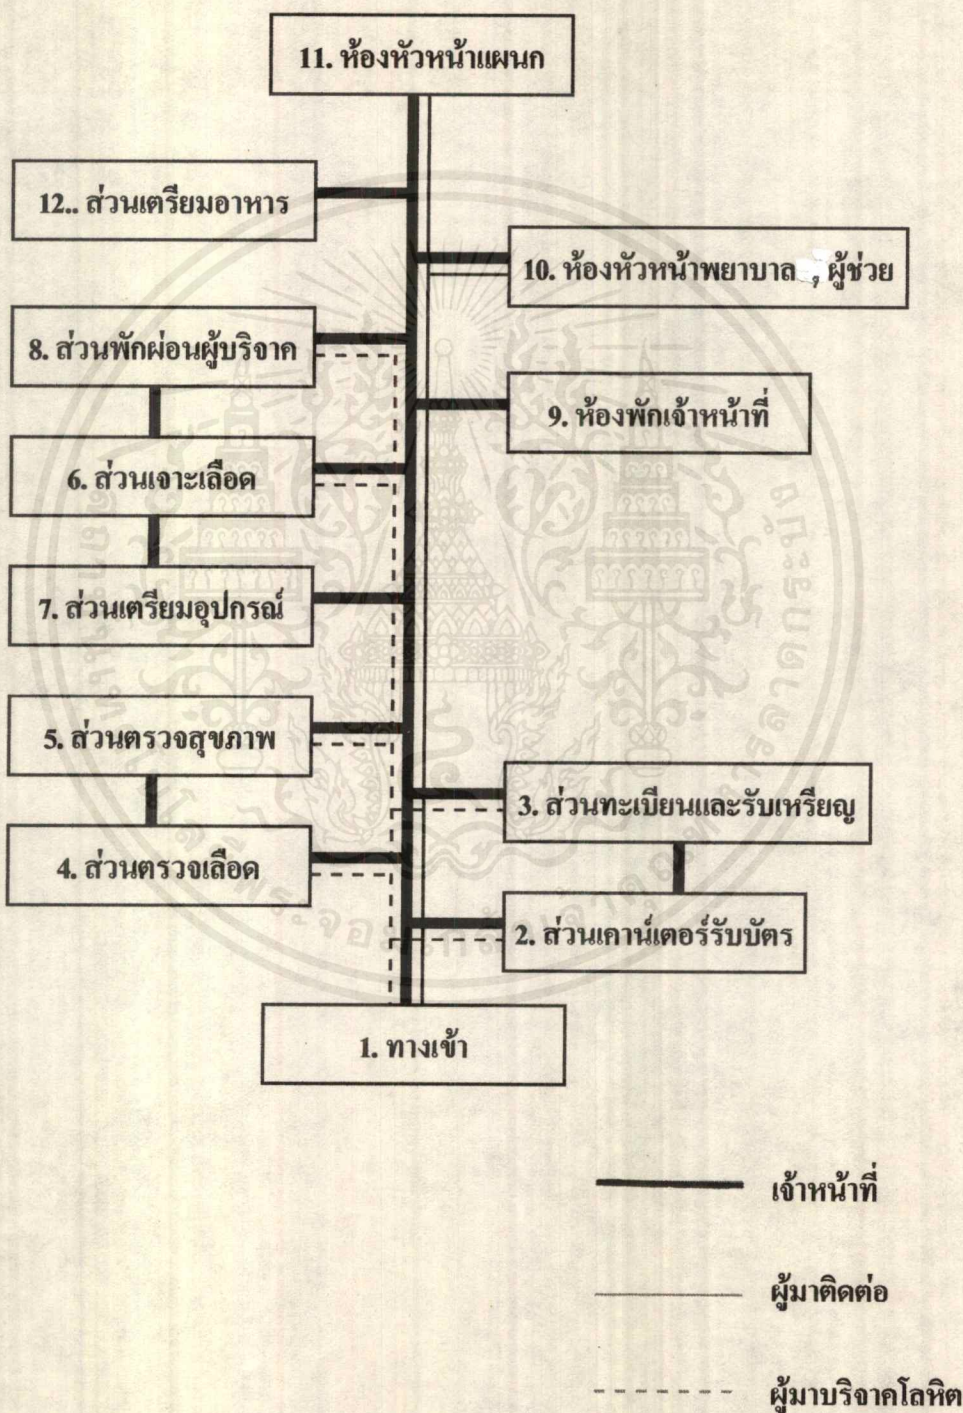 11. ห้องหัวหน้าแผนก
12.. ส่วนเตรียมอาหาร
10. ห้องหัวหน้าพยาบาล , ผู้ช่วย
8. ส่วนพักผ่อนผู้บริจาค
9. ห้องพักเจ้าหน้าที่
6. ส่วนเจาะเลือด
7. ส่วนเตรียมอุปกรณ์
5. ส่วนตรวจสุขภาพ
3. ส่วนทะเบียนและรับเหรียญ
4. ส่วนตรวจเลือด
2. ส่วนเคาน์เตอร์รับบัตร
1. ทางเข้า
เจ้าหน้าที่
ผู้มาติดต่อ
ผู้มาบริจาคโลหิต